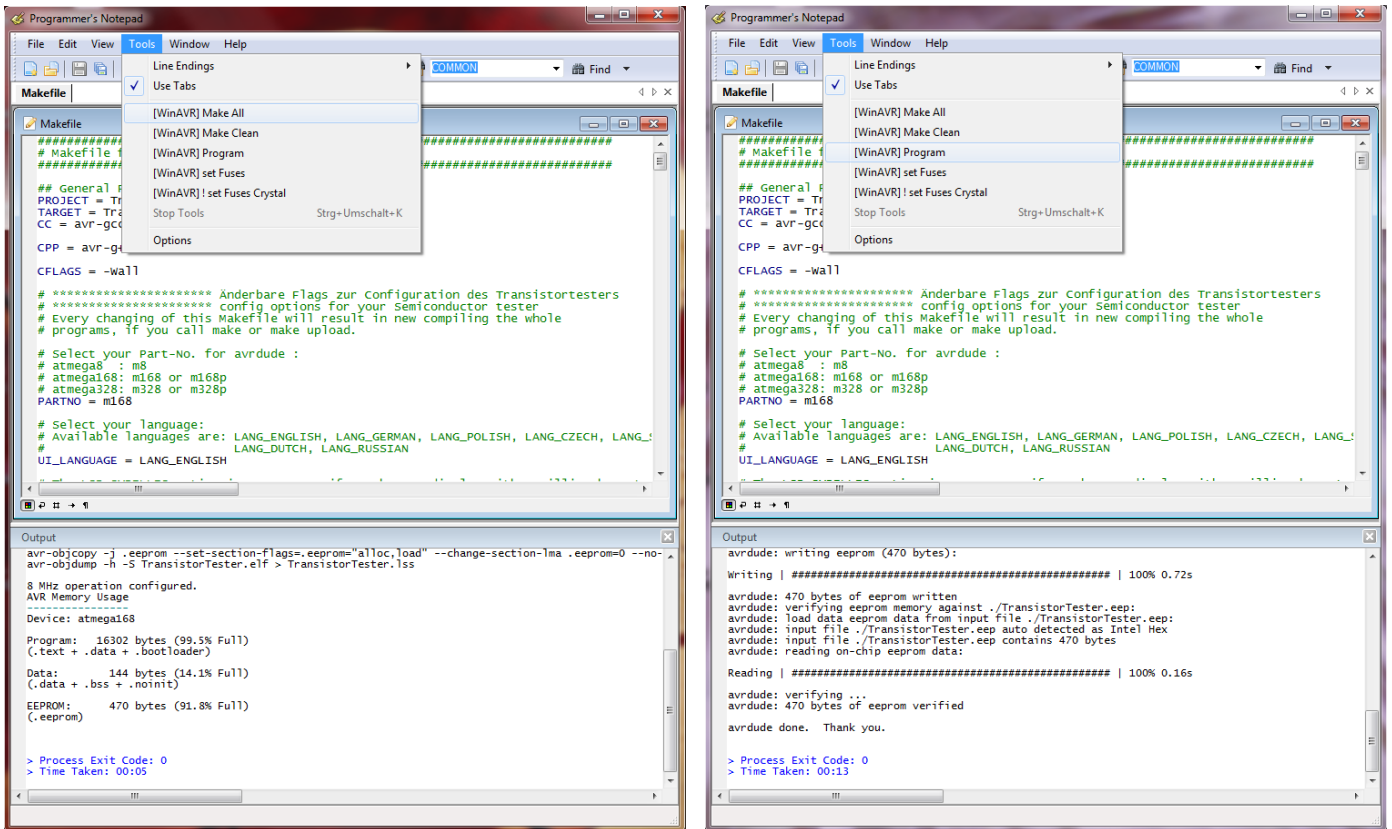 Programmer's Notepad
File Edit View Tools Window Help
COMMON
Find
Line Endings
Use Tabs
[WinAVR] Make All
[WinAVR] Make Clean
[WinAVR] Program
[WinAVR] set Fuses
[WinAVR] ! set Fuses Crystal
Stop Tools Strg+Umschalt+K
Options
Makefile
Makefile
###########
# Makefile f
## General
PROJECT = Tr
TARGET = Tra
CC = avr-gcc
CPP = avr-g+
CFLAGS = -Wall
# ********************** Änderbare Flags zur Configuration des Transistortesters
# ********************** config options for your Semiconductor tester
# Every changing of this Makefile will result in new compiling the whole
# programs, if you call make or make upload.
# Select your Part-No. for avrdude :
# atmega8 : m8
# atmega168: m168 or m168p
# atmega328: m328 or m328p
PARTNO = m168
# Select your language:
# Available languages are: LANG_ENGLISH, LANG_GERMAN, LANG_POLISH, LANG_CZECH, LANG_
# LANG_DUTCH, LANG_RUSSIAN
UI_LANGUAGE = LANG_ENGLISH
Output
avr-objcopy -j .eeprom --set-section-flags=.eeprom="alloc,load" --change-section-lma .eeprom=0 --no-
avr-objdump -h -S TransistorTester.elf > TransistorTester.lss
8 MHz operation configured.
AVR Memory Usage
----------------
Device: atmega168
Program: 16302 bytes (99.5% Full)
(.text + .data + .bootloader)
Data: 144 bytes (14.1% Full)
(.data + .bss + .noinit)
EEPROM: 470 bytes (91.8% Full)
(.eeprom)
> Process Exit Code: 0
> Time Taken: 00:05
Programmer's Notepad
File Edit View Tools Window Help
COMMON
Find
Line Endings
Use Tabs
[WinAVR] Make All
[WinAVR] Make Clean
[WinAVR] Program
[WinAVR] set Fuses
[WinAVR] ! set Fuses Crystal
Stop Tools Strg+Umschalt+K
Options
Makefile
Makefile
###########
# Makefile f
## General
PROJECT = Tr
TARGET = Tra
CC = avr-gcc
CPP = avr-g+
CFLAGS = -Wall
# ********************** Änderbare Flags zur Configuration des Transistortesters
# ********************** config options for your Semiconductor tester
# Every changing of this Makefile will result in new compiling the whole
# programs, if you call make or make upload.
# Select your Part-No. for avrdude :
# atmega8 : m8
# atmega168: m168 or m168p
# atmega328: m328 or m328p
PARTNO = m168
# Select your language:
# Available languages are: LANG_ENGLISH, LANG_GERMAN, LANG_POLISH, LANG_CZECH, LANG_
# LANG_DUTCH, LANG_RUSSIAN
UI_LANGUAGE = LANG_ENGLISH
Output
avrdude: writing eeprom (470 bytes):
Writing | ################################################## | 100% 0.72s
avrdude: 470 bytes of eeprom written
avrdude: verifying eeprom memory against ./TransistorTester.eep:
avrdude: load data eeprom data from input file ./TransistorTester.eep:
avrdude: input file ./TransistorTester.eep auto detected as Intel Hex
avrdude: input file ./TransistorTester.eep contains 470 bytes
avrdude: reading on-chip eeprom data:
Reading | ################################################## | 100% 0.16s
avrdude: verifying ...
avrdude: 470 bytes of eeprom verified
avrdude done. Thank you.
> Process Exit Code: 0
> Time Taken: 00:13